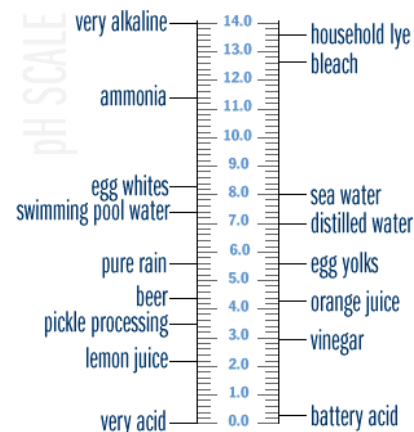 pH SCALE
very alkaline
14.0
household lye
13.0
bleach
12.0
ammonia
11.0
10.0
9.0
egg whites
8.0
sea water
swimming pool water
7.0
distilled water
6.0
pure rain
egg yolks
5.0
beer
orange juice
4.0
pickle processing
3.0
vinegar
lemon juice
2.0
1.0
very acid
0.0
battery acid